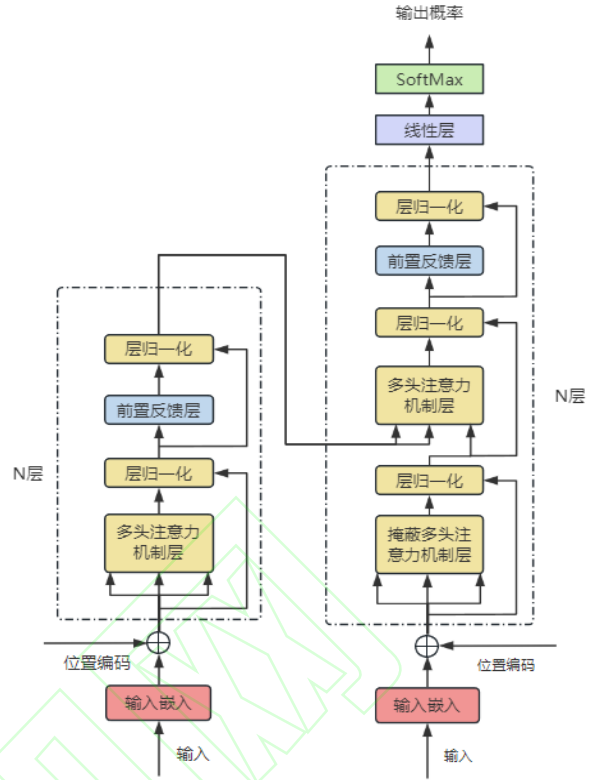 输出概率
SoftMax
线性层
层归一化
前置反馈层
层归一化
多头注意力
机制层
N层
层归一化
掩蔽多头注
意力机制层
层归一化
前置反馈层
N层
层归一化
多头注意力
机制层
位置编码
位置编码
输入嵌入
输入嵌入
输入
输入